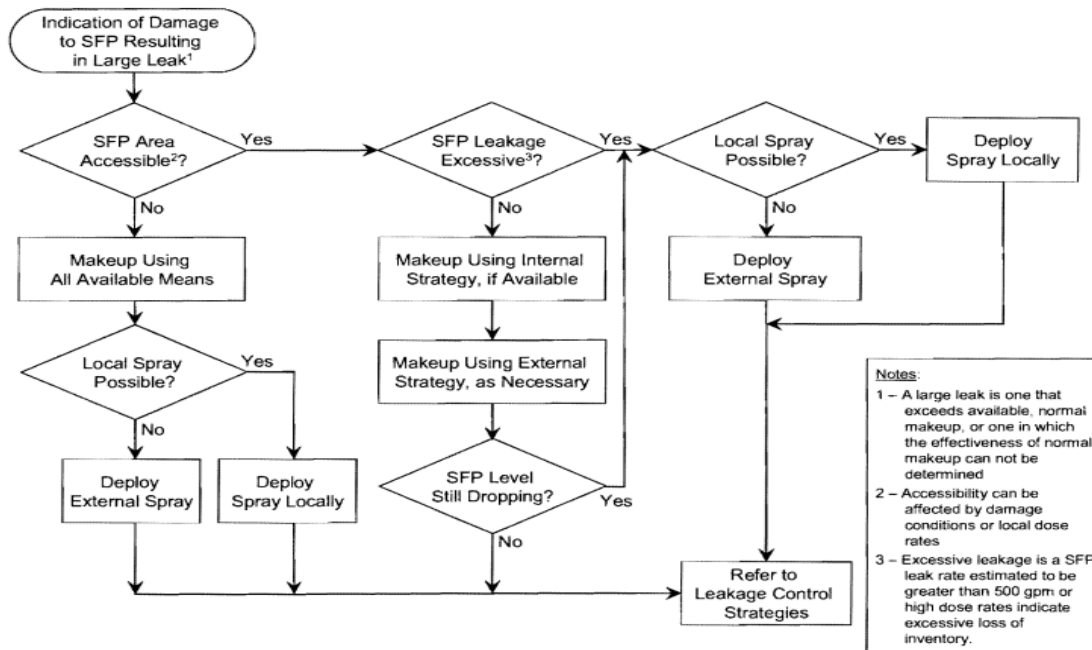 Indication of Damage
to SFP Resulting
in Large Leak1
SFP Area
Accessible2?
Yes
SFP Leakage
Excessive3?
Yes
Local Spray
Possible?
Yes
Deploy
Spray Locally
No
No
No
Makeup Using
All Available Means
Makeup Using Internal
Strategy, if Available
Deploy
External Spray
Local Spray
Possible?
Yes
Makeup Using External
Strategy, as Necessary
No
Deploy
External Spray
Deploy
Spray Locally
SFP Level
Still Dropping?
Yes
No
Refer to
Leakage Control
Strategies
Notes:
1 – A large leak is one that
exceeds available, normal
makeup, or one in which
the effectiveness of normal
makeup can not be
determined
2 – Accessibility can be
affected by damage
conditions or local dose
rates
3 – Excessive leakage is a SFP
leak rate estimated to be
greater than 500 gpm or
high dose rates indicate
excessive loss of
inventory.